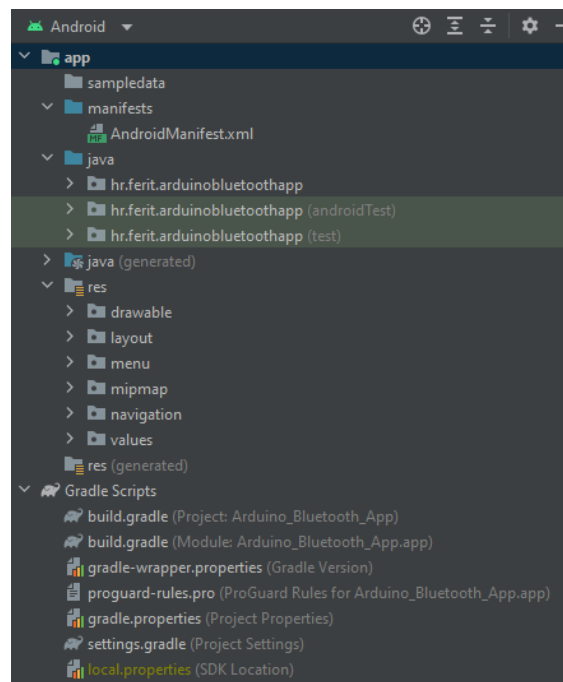 Android
app
sampledata
manifests
MF AndroidManifest.xml
java
hr.ferit.arduinobluetoothapp
hr.ferit.arduinobluetoothapp (androidTest)
hr.ferit.arduinobluetoothapp (test)
java (generated)
res
drawable
layout
menu
mipmap
navigation
values
res (generated)
Gradle Scripts
build.gradle (Project: Arduino_Bluetooth_App)
build.gradle (Module: Arduino_Bluetooth_App.app)
gradle-wrapper.properties (Gradle Version)
proguard-rules.pro (ProGuard Rules for Arduino_Bluetooth_App.app)
gradle.properties (Project Properties)
settings.gradle (Project Settings)
local.properties (SDK Location)